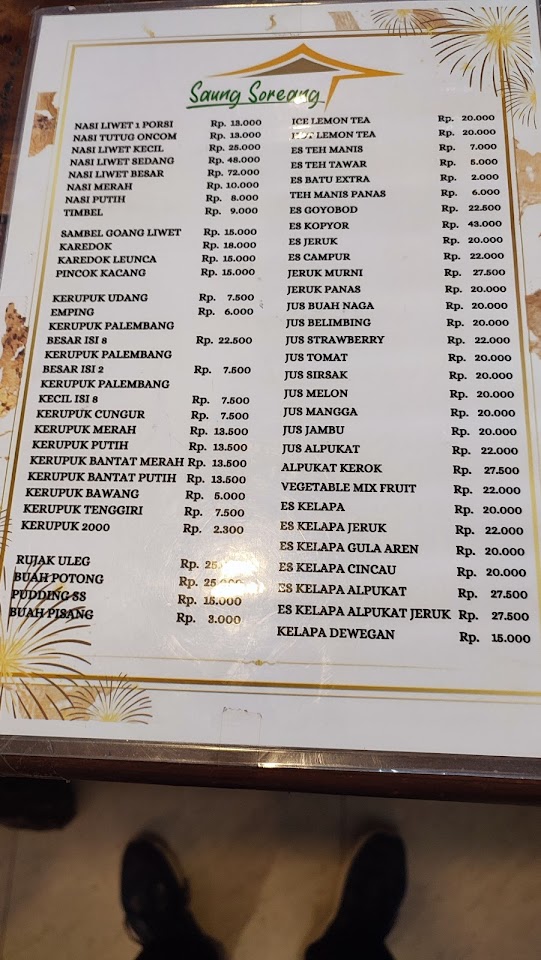 Saung Soreang
NASI LIWET 1 PORSI Rp. 13.000
NASI TUTUG ONCOM Rp. 13.000
NASI LIWET KECIL Rp. 25.000
NASI LIWET SEDANG Rp. 48.000
NASI LIWET BESAR Rp. 72.000
NASI MERAH Rp. 10.000
NASI PUTIH Rp. 8.000
TIMBEL Rp. 9.000
SAMBEL GOANG LIWET Rp. 15.000
KAREDOK Rp. 18.000
KAREDOK LEUNCA Rp. 15.000
PINCOK KACANG Rp. 15.000
KERUPUK UDANG Rp. 7.500
EMPING Rp. 6.000
KERUPUK PALEMBANG
BESAR ISI 8 Rp. 22.500
KERUPUK PALEMBANG
BESAR ISI 2 Rp. 7.500
KERUPUK PALEMBANG
KECIL ISI 8 Rp. 7.500
KERUPUK CUNGUR Rp. 7.500
KERUPUK MERAH Rp. 13.500
KERUPUK PUTIH Rp. 13.500
KERUPUK BANTAT MERAH Rp. 13.500
KERUPUK BANTAT PUTIH Rp. 13.500
KERUPUK BAWANG Rp. 5.000
KERUPUK TENGGIRI Rp. 7.500
KERUPUK 2000 Rp. 2.300
RUJAK ULEG Rp.
BUAH POTONG Rp. 25.000
PUDDING SS Rp. 15.000
BUAH PISANG Rp. 3.000
ICE LEMON TEA Rp. 20.000
LEMON TEA Rp. 20.000
ES TEH MANIS Rp. 7.000
ES TEH TAWAR Rp. 5.000
ES BATU EXTRA Rp. 2.000
TEH MANIS PANAS Rp. 6.000
ES GOYOBOD Rp. 22.500
ES KOPYOR Rp. 43.000
ES JERUK Rp. 20.000
ES CAMPUR Rp. 22.000
JERUK MURNI Rp. 27.500
JERUK PANAS Rp. 20.000
JUS BUAH NAGA Rp. 20.000
JUS BELIMBING Rp. 20.000
JUS STRAWBERRY Rp. 22.000
JUS TOMAT Rp. 20.000
JUS SIRSAK Rp. 20.000
JUS MELON Rp. 20.000
JUS MANGGA Rp. 20.000
JUS JAMBU Rp. 20.000
JUS ALPUKAT Rp. 22.000
ALPUKAT KEROK Rp. 27.500
VEGETABLE MIX FRUIT Rp. 22.000
ES KELAPA Rp. 20.000
ES KELAPA JERUK Rp. 22.000
ES KELAPA GULA AREN Rp. 20.000
ES KELAPA CINCAU Rp. 20.000
ES KELAPA ALPUKAT Rp. 27.500
ES KELAPA ALPUKAT JERUK Rp. 27.500
KELAPA DEWEGAN Rp. 15.000